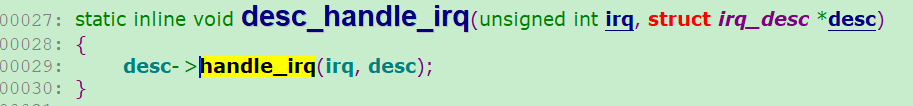 00027: static inline void desc_handle_irq(unsigned int irq, struct irq_desc *desc)
00028: {
00029:     desc->handle_irq(irq, desc);
00030: }